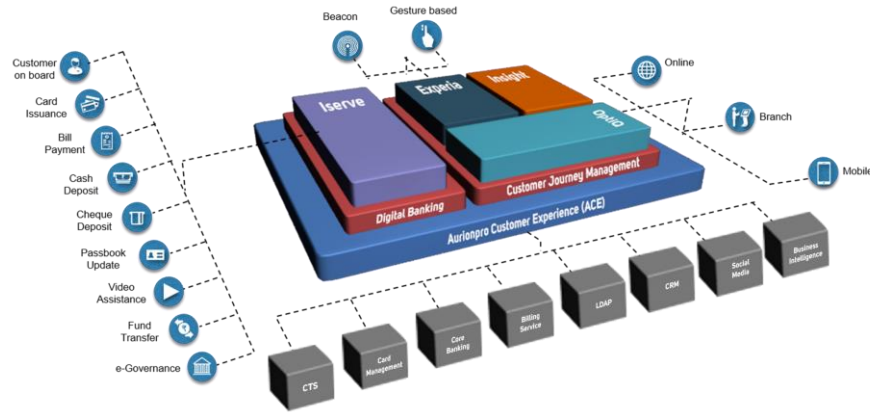 Beacon
Gesture based
Customer
on board
Card
Issuance
Bill
Payment
Cash
Deposit
Cheque
Deposit
Passbook
Update
Video
Assistance
Fund
Transfer
e-Governance
Iserve
Experia
Insight
OptiQ
Digital Banking
Customer Journey Management
Aurionpro Customer Experience (ACE)
Online
Branch
Mobile
CTS
Card
Management
Core
Banking
Billing
Service
LDAP
CRM
Social
Media
Business
Intelligence